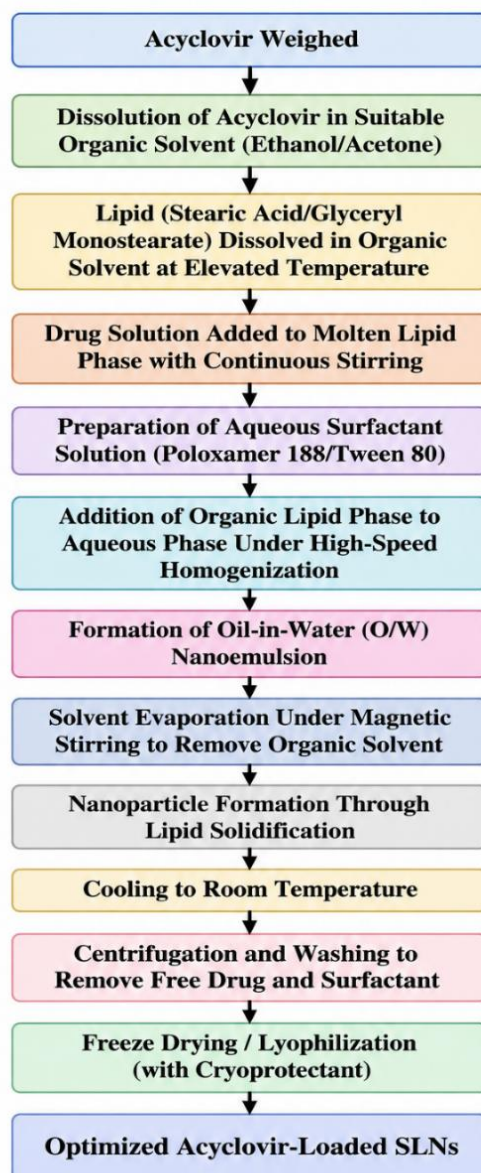 Acyclovir Weighed
Dissolution of Acyclovir in Suitable
Organic Solvent (Ethanol/Acetone)
Lipid (Stearic Acid/Glyceryl
Monostearate) Dissolved in Organic
Solvent at Elevated Temperature
Drug Solution Added to Molten Lipid
Phase with Continuous Stirring
Preparation of Aqueous Surfactant
Solution (Poloxamer 188/Tween 80)
Addition of Organic Lipid Phase to
Aqueous Phase Under High-Speed
Homogenization
Formation of Oil-in-Water (O/W)
Nanoemulsion
Solvent Evaporation Under Magnetic
Stirring to Remove Organic Solvent
Nanoparticle Formation Through
Lipid Solidification
Cooling to Room Temperature
Centrifugation and Washing to
Remove Free Drug and Surfactant
Freeze Drying / Lyophilization
(with Cryoprotectant)
Optimized Acyclovir-Loaded SLNs